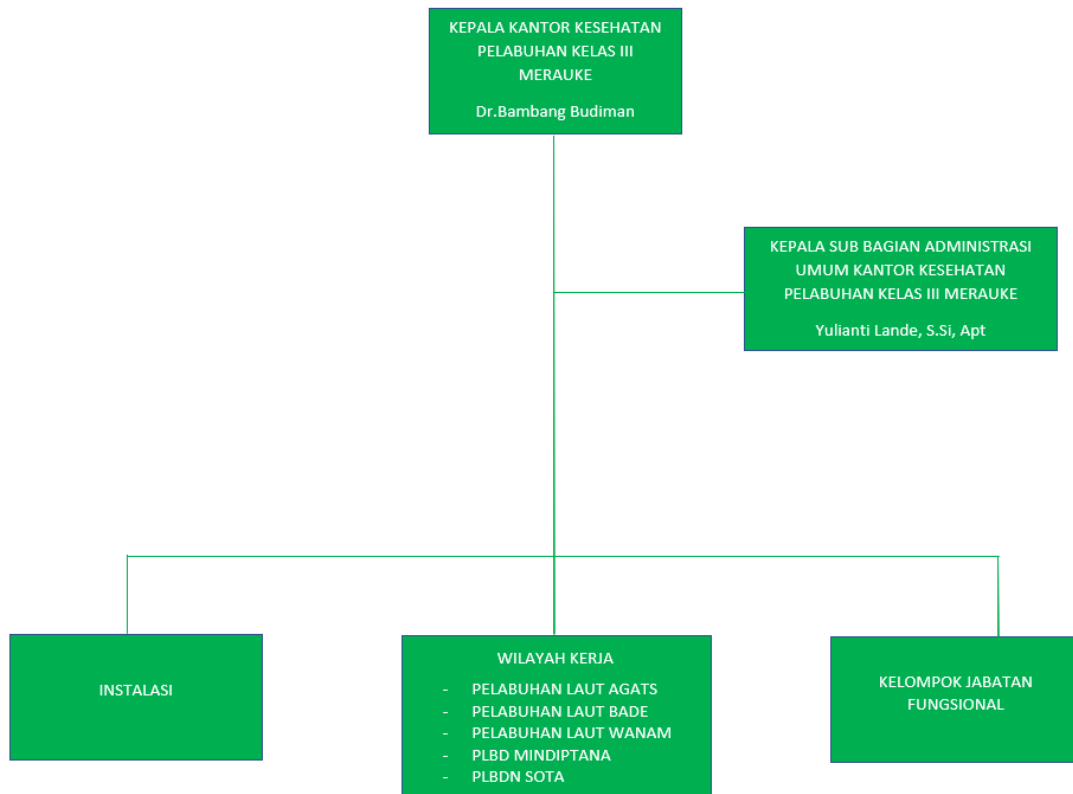 KEPALA KANTOR KESEHATAN
PELABUHAN KELAS III
MERAUKE
Dr.Bambang Budiman
KEPALA SUB BAGIAN ADMINISTRASI
UMUM KANTOR KESEHATAN
PELABUHAN KELAS III MERAUKE
Yulianti Lande, S.Si, Apt
INSTALASI
WILAYAH KERJA
- PELABUHAN LAUT AGATS
- PELABUHAN LAUT BADE
- PELABUHAN LAUT WANAM
- PLBD MINDIPTANA
- PLBDN SOTA
KELOMPOK JABATAN
FUNGSIONAL